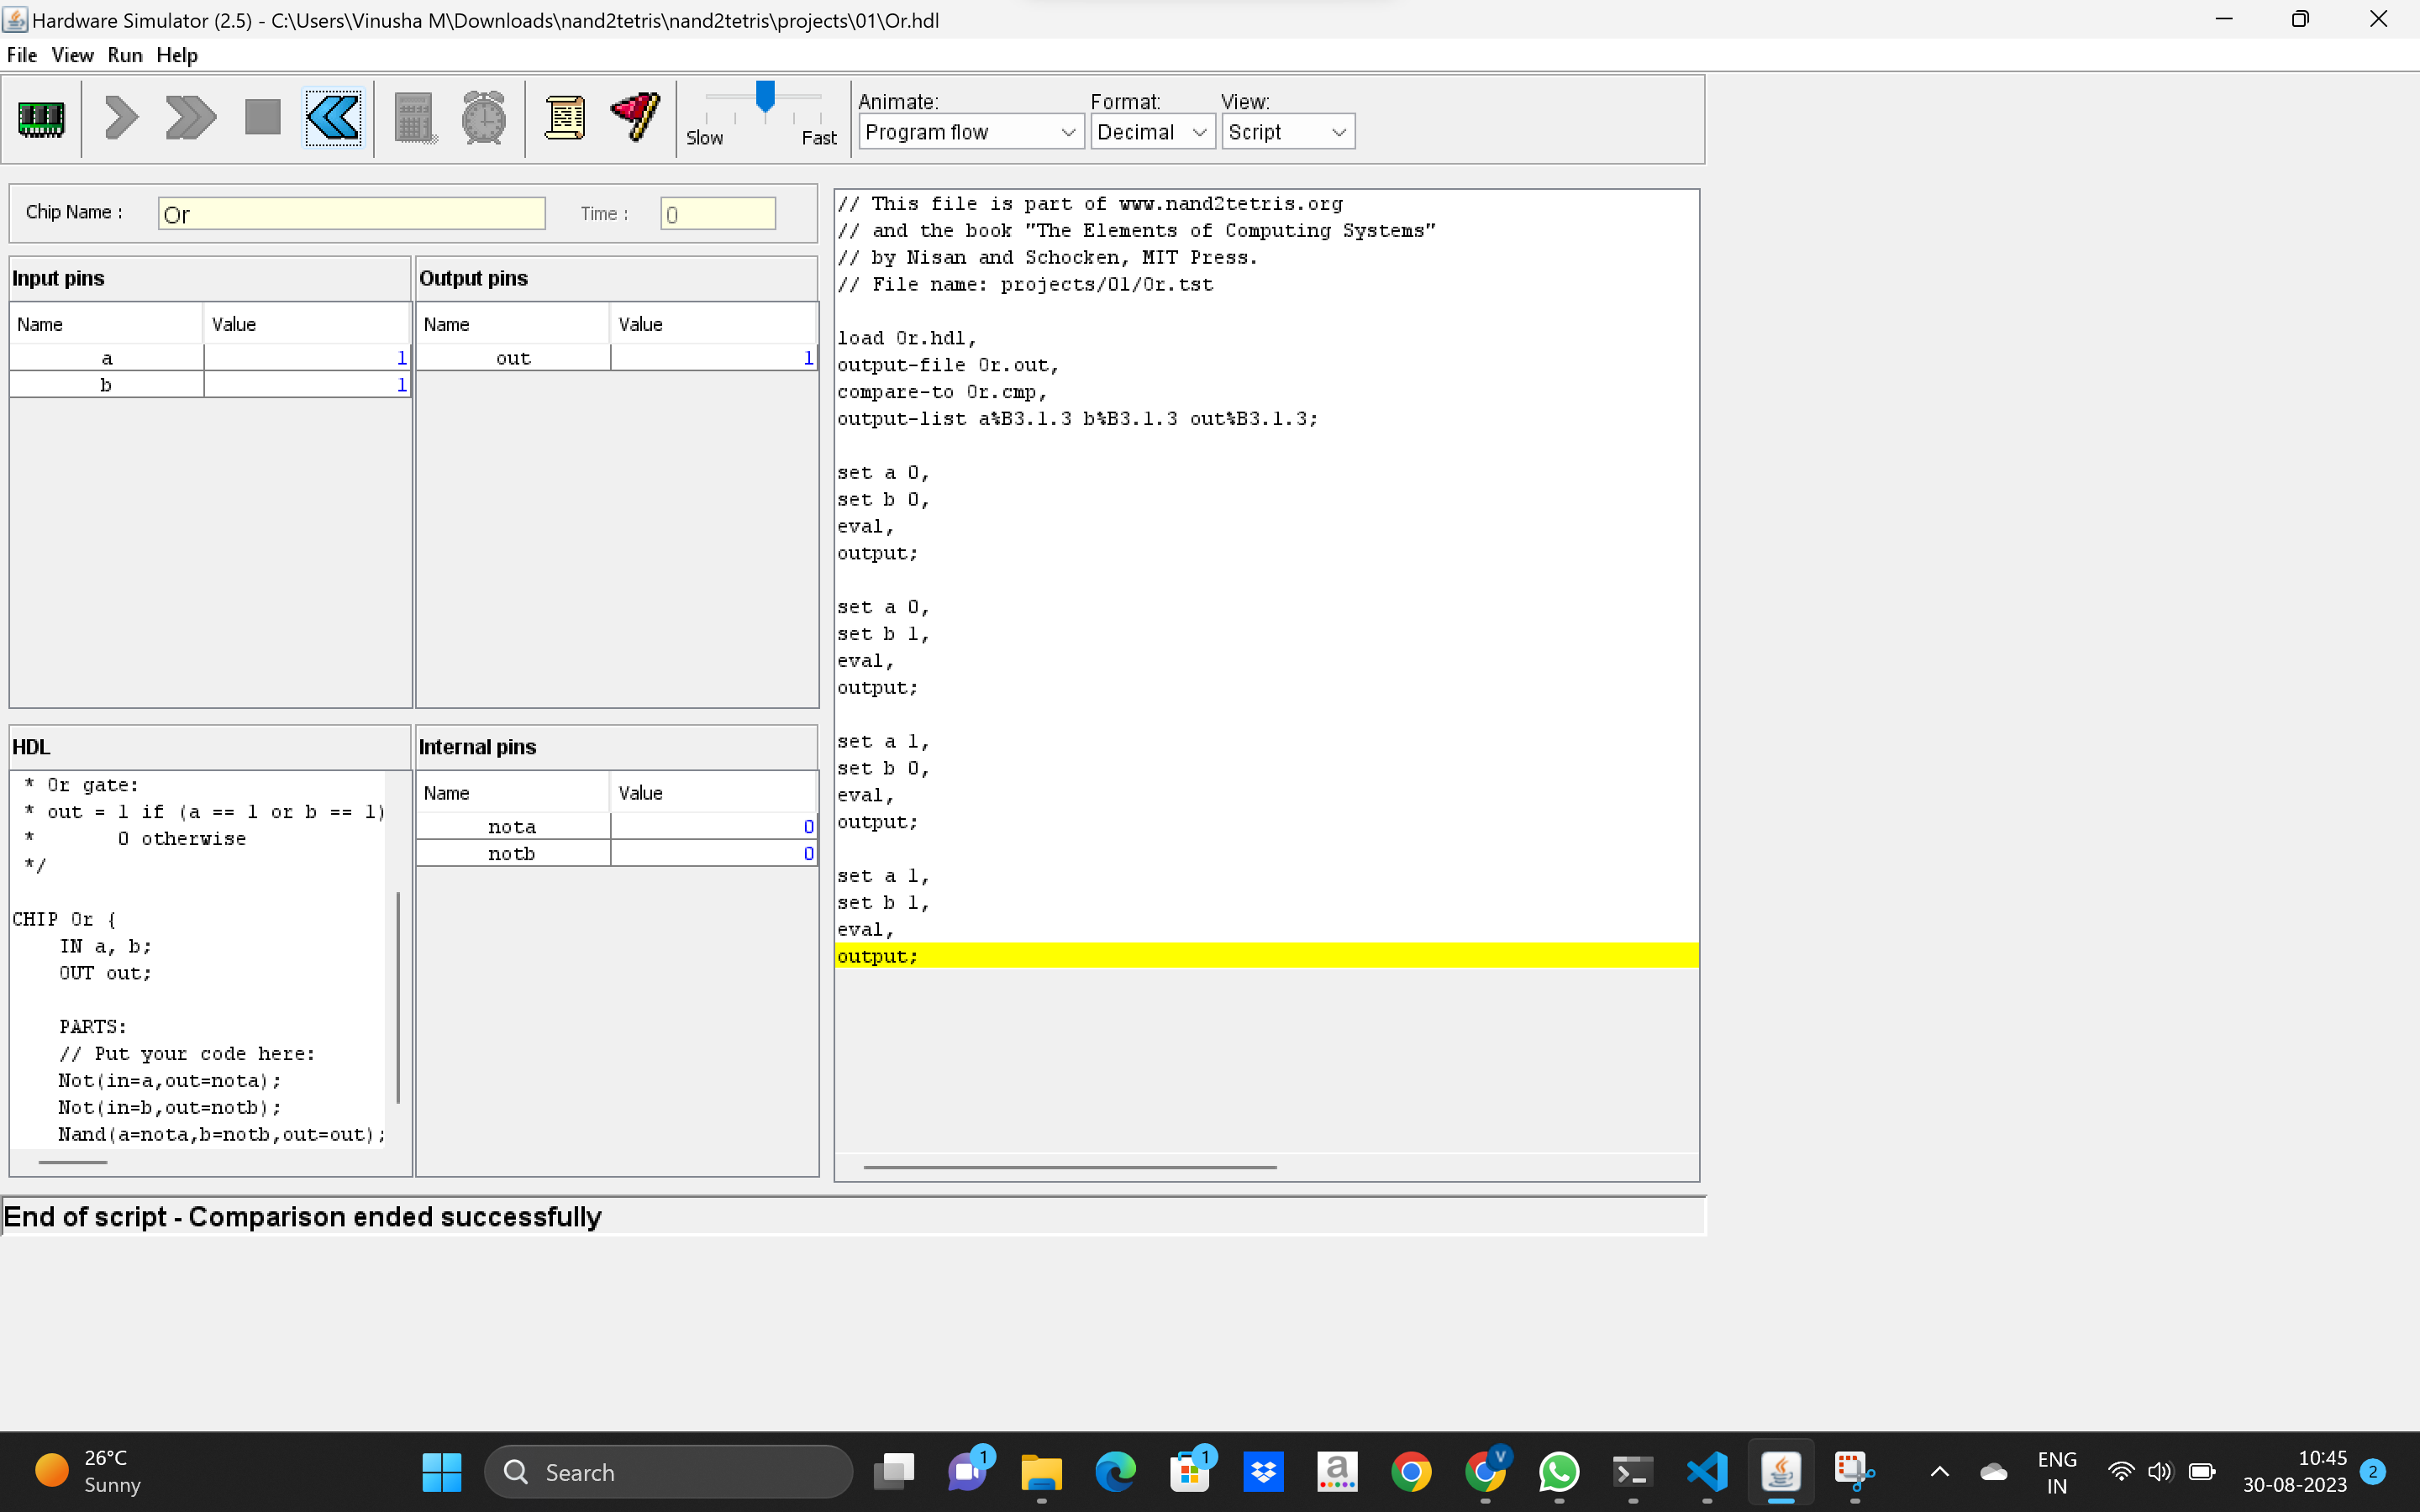 Hardware Simulator (2.5) - C:\Users\Vinusha M\Downloads\nand2tetris\nand2tetris\projects\01\Or.hdl
File View Run Help
Slow Fast
Animate: Format: View:
Program flow Decimal Script
Chip Name : Or Time : 0
Input pins
Name Value
a 1
b 1
Output pins
Name Value
out 1
HDL
* Or gate:
* out = 1 if (a == 1 or b == 1)
* 0 otherwise
*/
CHIP Or {
IN a, b;
OUT out;
PARTS:
// Put your code here:
Not(in=a,out=nota);
Not(in=b,out=notb);
Nand(a=nota,b=notb,out=out);
Internal pins
Name Value
nota 0
notb 0
// This file is part of www.nand2tetris.org
// and the book "The Elements of Computing Systems"
// by Nisan and Schocken, MIT Press.
// File name: projects/01/Or.tst
load Or.hdl,
output-file Or.out,
compare-to Or.cmp,
output-list a%B3.1.3 b%B3.1.3 out%B3.1.3;
set a 0,
set b 0,
eval,
output;
set a 0,
set b 1,
eval,
output;
set a 1,
set b 0,
eval,
output;
set a 1,
set b 1,
eval,
output;
End of script - Comparison ended successfully
26°C
Sunny
Search
1
1
a
V
ENG
IN
10:45
30-08-2023
2